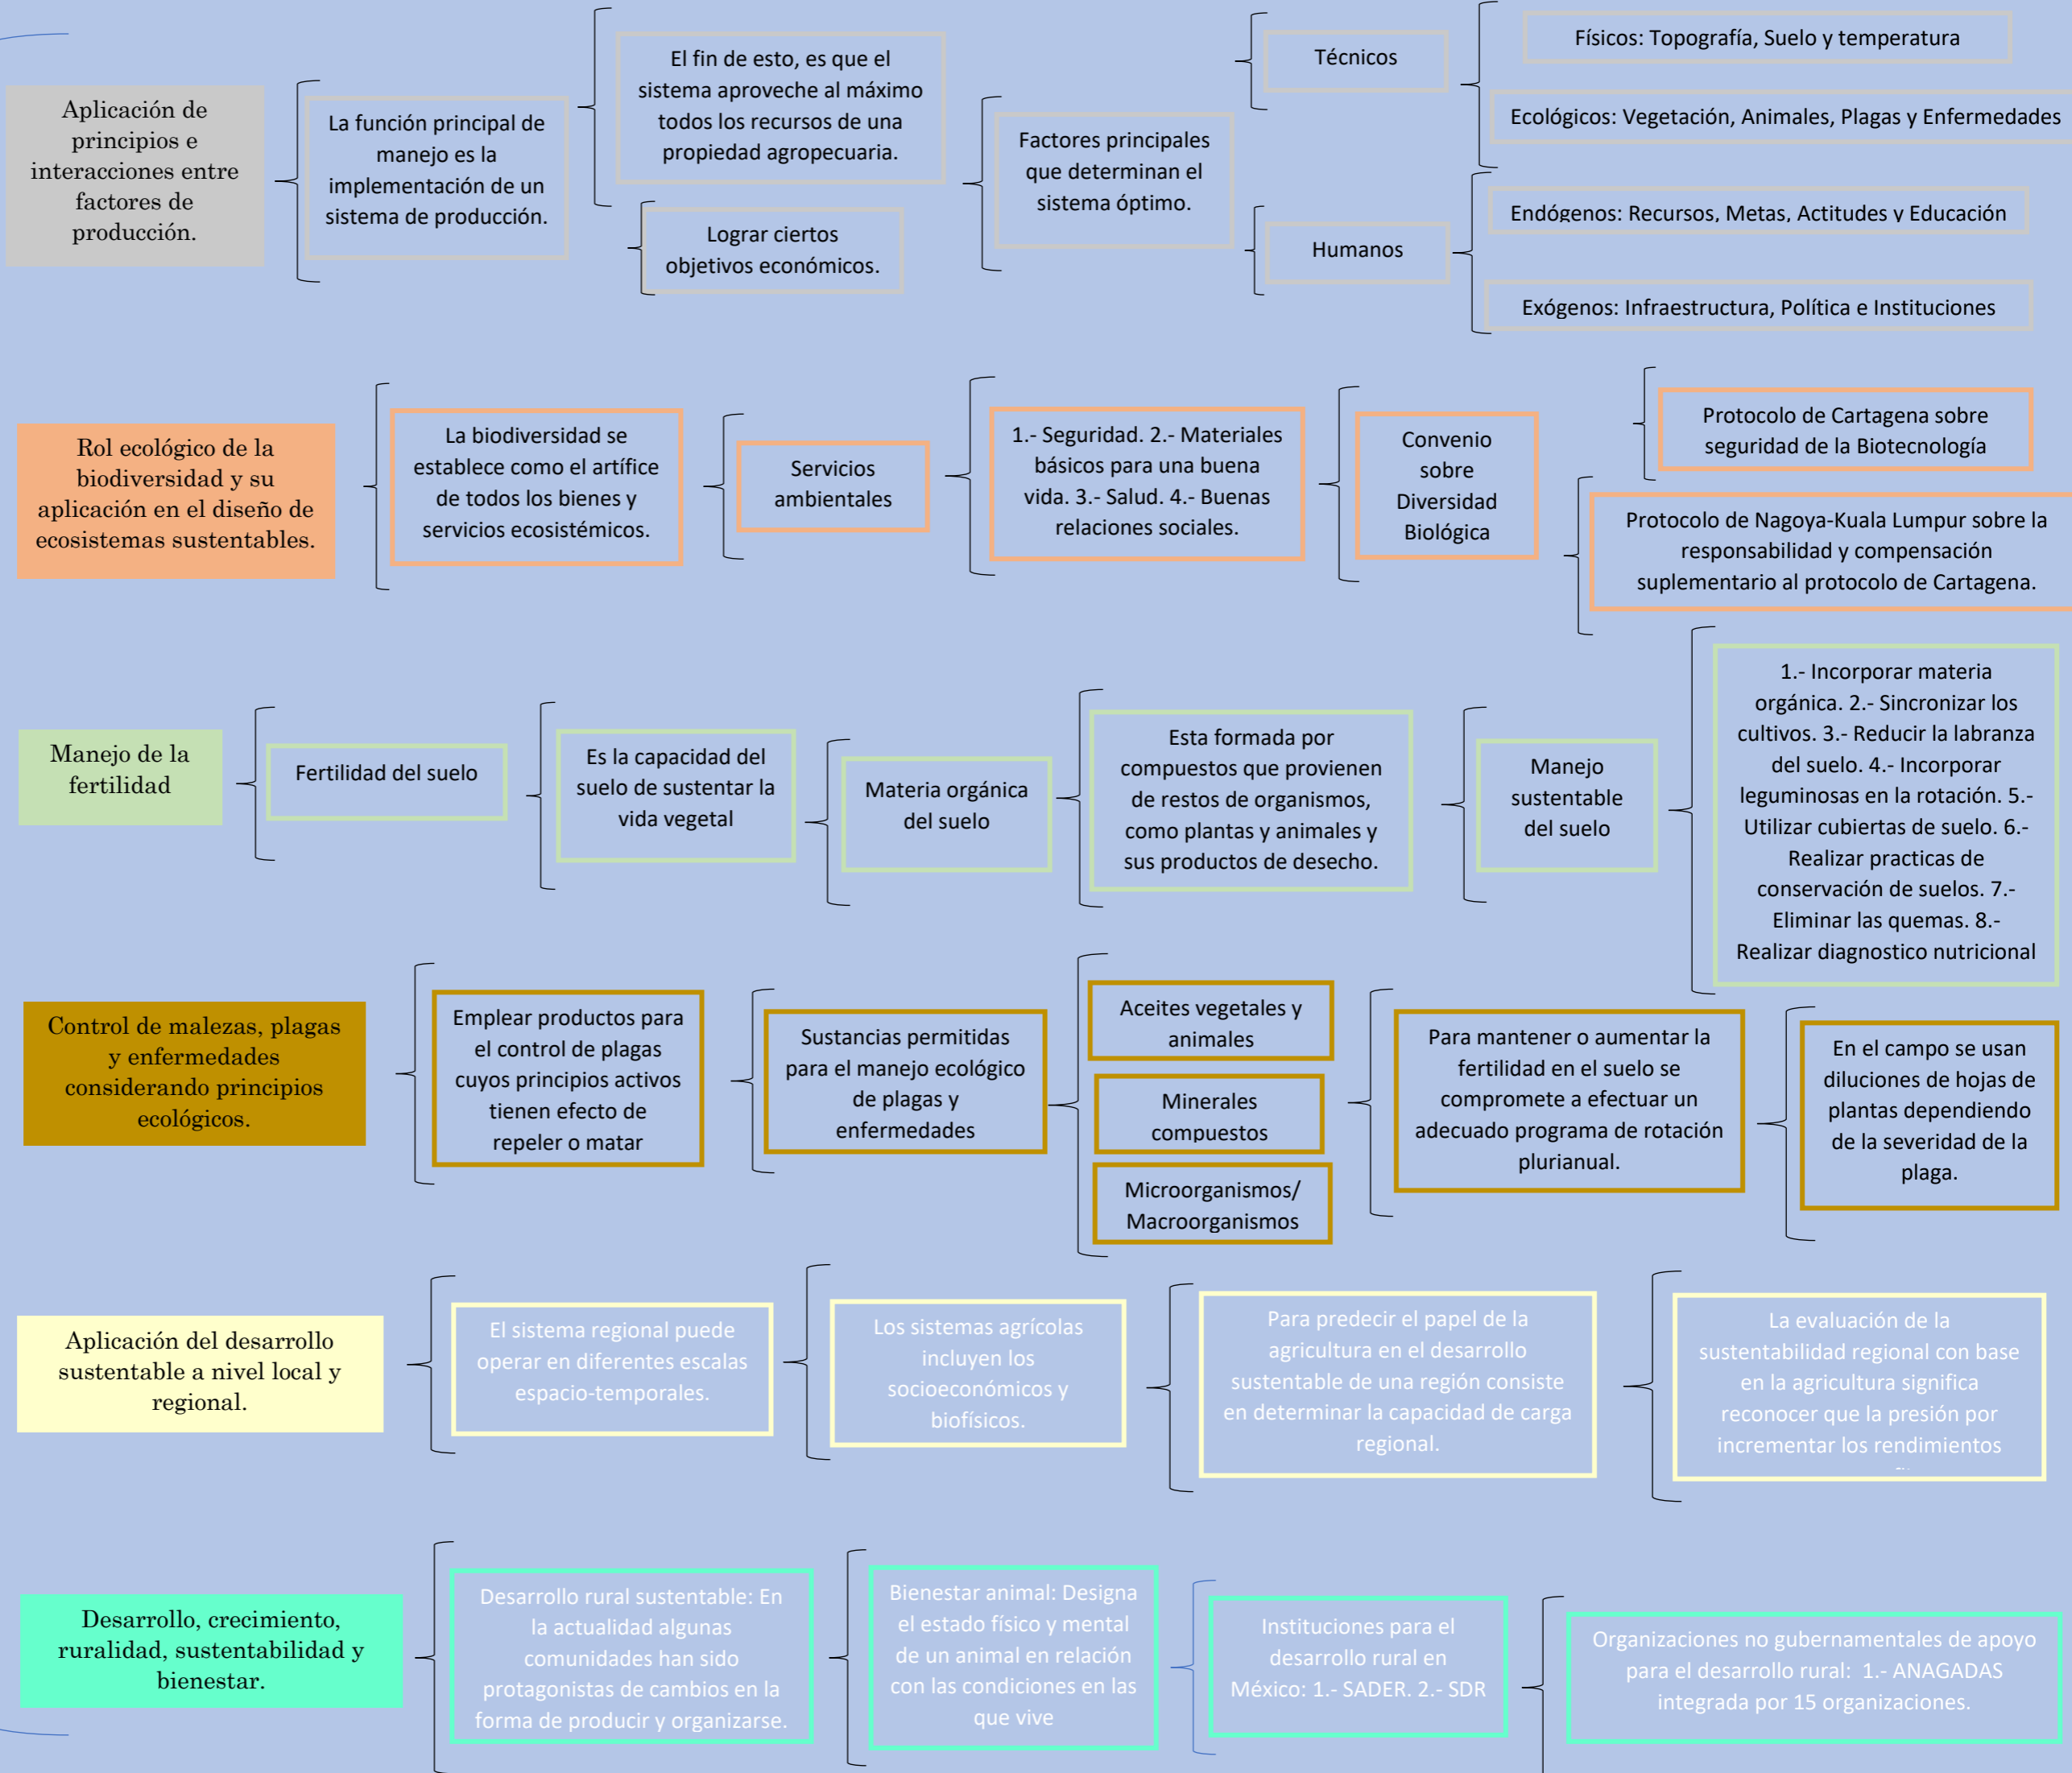 Aplicación de
principios e
interacciones entre
factores de
producción.
La función principal de
manejo es la
implementación de un
sistema de producción.
El fin de esto, es que el
sistema aproveche al máximo
todos los recursos de una
propiedad agropecuaria.
Lograr ciertos
objetivos económicos.
Factores principales
que determinan el
sistema óptimo.
Técnicos
Físicos: Topografía, Suelo y temperatura
Ecológicos: Vegetación, Animales, Plagas y Enfermedades
Humanos
Endógenos: Recursos, Metas, Actitudes y Educación
Exógenos: Infraestructura, Política e Instituciones
Rol ecológico de la
biodiversidad y su
aplicación en el diseño de
ecosistemas sustentables.
La biodiversidad se
establece como el artífice
de todos los bienes y
servicios ecosistémicos.
Servicios
ambientales
1.- Seguridad. 2.- Materiales
básicos para una buena
vida. 3.- Salud. 4.- Buenas
relaciones sociales.
Convenio
sobre
Diversidad
Biológica
Protocolo de Cartagena sobre
seguridad de la Biotecnología
Protocolo de Nagoya-Kuala Lumpur sobre la
responsabilidad y compensación
suplementario al protocolo de Cartagena.
Manejo de la
fertilidad
Fertilidad del suelo
Es la capacidad del
suelo de sustentar la
vida vegetal
Materia orgánica
del suelo
Esta formada por
compuestos que provienen
de restos de organismos,
como plantas y animales y
sus productos de desecho.
Manejo
sustentable
del suelo
1.- Incorporar materia
orgánica. 2.- Sincronizar los
cultivos. 3.- Reducir la labranza
del suelo. 4.- Incorporar
leguminosas en la rotación. 5.-
Utilizar cubiertas de suelo. 6.-
Realizar practicas de
conservación de suelos. 7.-
Eliminar las quemas. 8.-
Realizar diagnostico nutricional
Control de malezas, plagas
y enfermedades
considerando principios
ecológicos.
Emplear productos para
el control de plagas
cuyos principios activos
tienen efecto de
repeler o matar
Sustancias permitidas
para el manejo ecológico
de plagas y
enfermedades
Aceites vegetales y
animales
Minerales
compuestos
Microorganismos/
Macroorganismos
Para mantener o aumentar la
fertilidad en el suelo se
compromete a efectuar un
adecuado programa de rotación
plurianual.
En el campo se usan
diluciones de hojas de
plantas dependiendo
de la severidad de la
plaga.
Aplicación del desarrollo
sustentable a nivel local y
regional.
El sistema regional puede
operar en diferentes escalas
espacio-temporales.
Los sistemas agrícolas
incluyen los
socioeconómicos y
biofísicos.
Para predecir el papel de la
agricultura en el desarrollo
sustentable de una región consiste
en determinar la capacidad de carga
regional.
La evaluación de la
sustentabilidad regional con base
en la agricultura significa
reconocer que la presión por
incrementar los rendimientos
Desarrollo, crecimiento,
ruralidad, sustentabilidad y
bienestar.
Desarrollo rural sustentable: En
la actualidad algunas
comunidades han sido
protagonistas de cambios en la
forma de producir y organizarse.
Bienestar animal: Designa
el estado físico y mental
de un animal en relación
con las condiciones en las
que vive
Instituciones para el
desarrollo rural en
México: 1.- SADER. 2.- SDR
Organizaciones no gubernamentales de apoyo
para el desarrollo rural: 1.- ANAGADAS
integrada por 15 organizaciones.